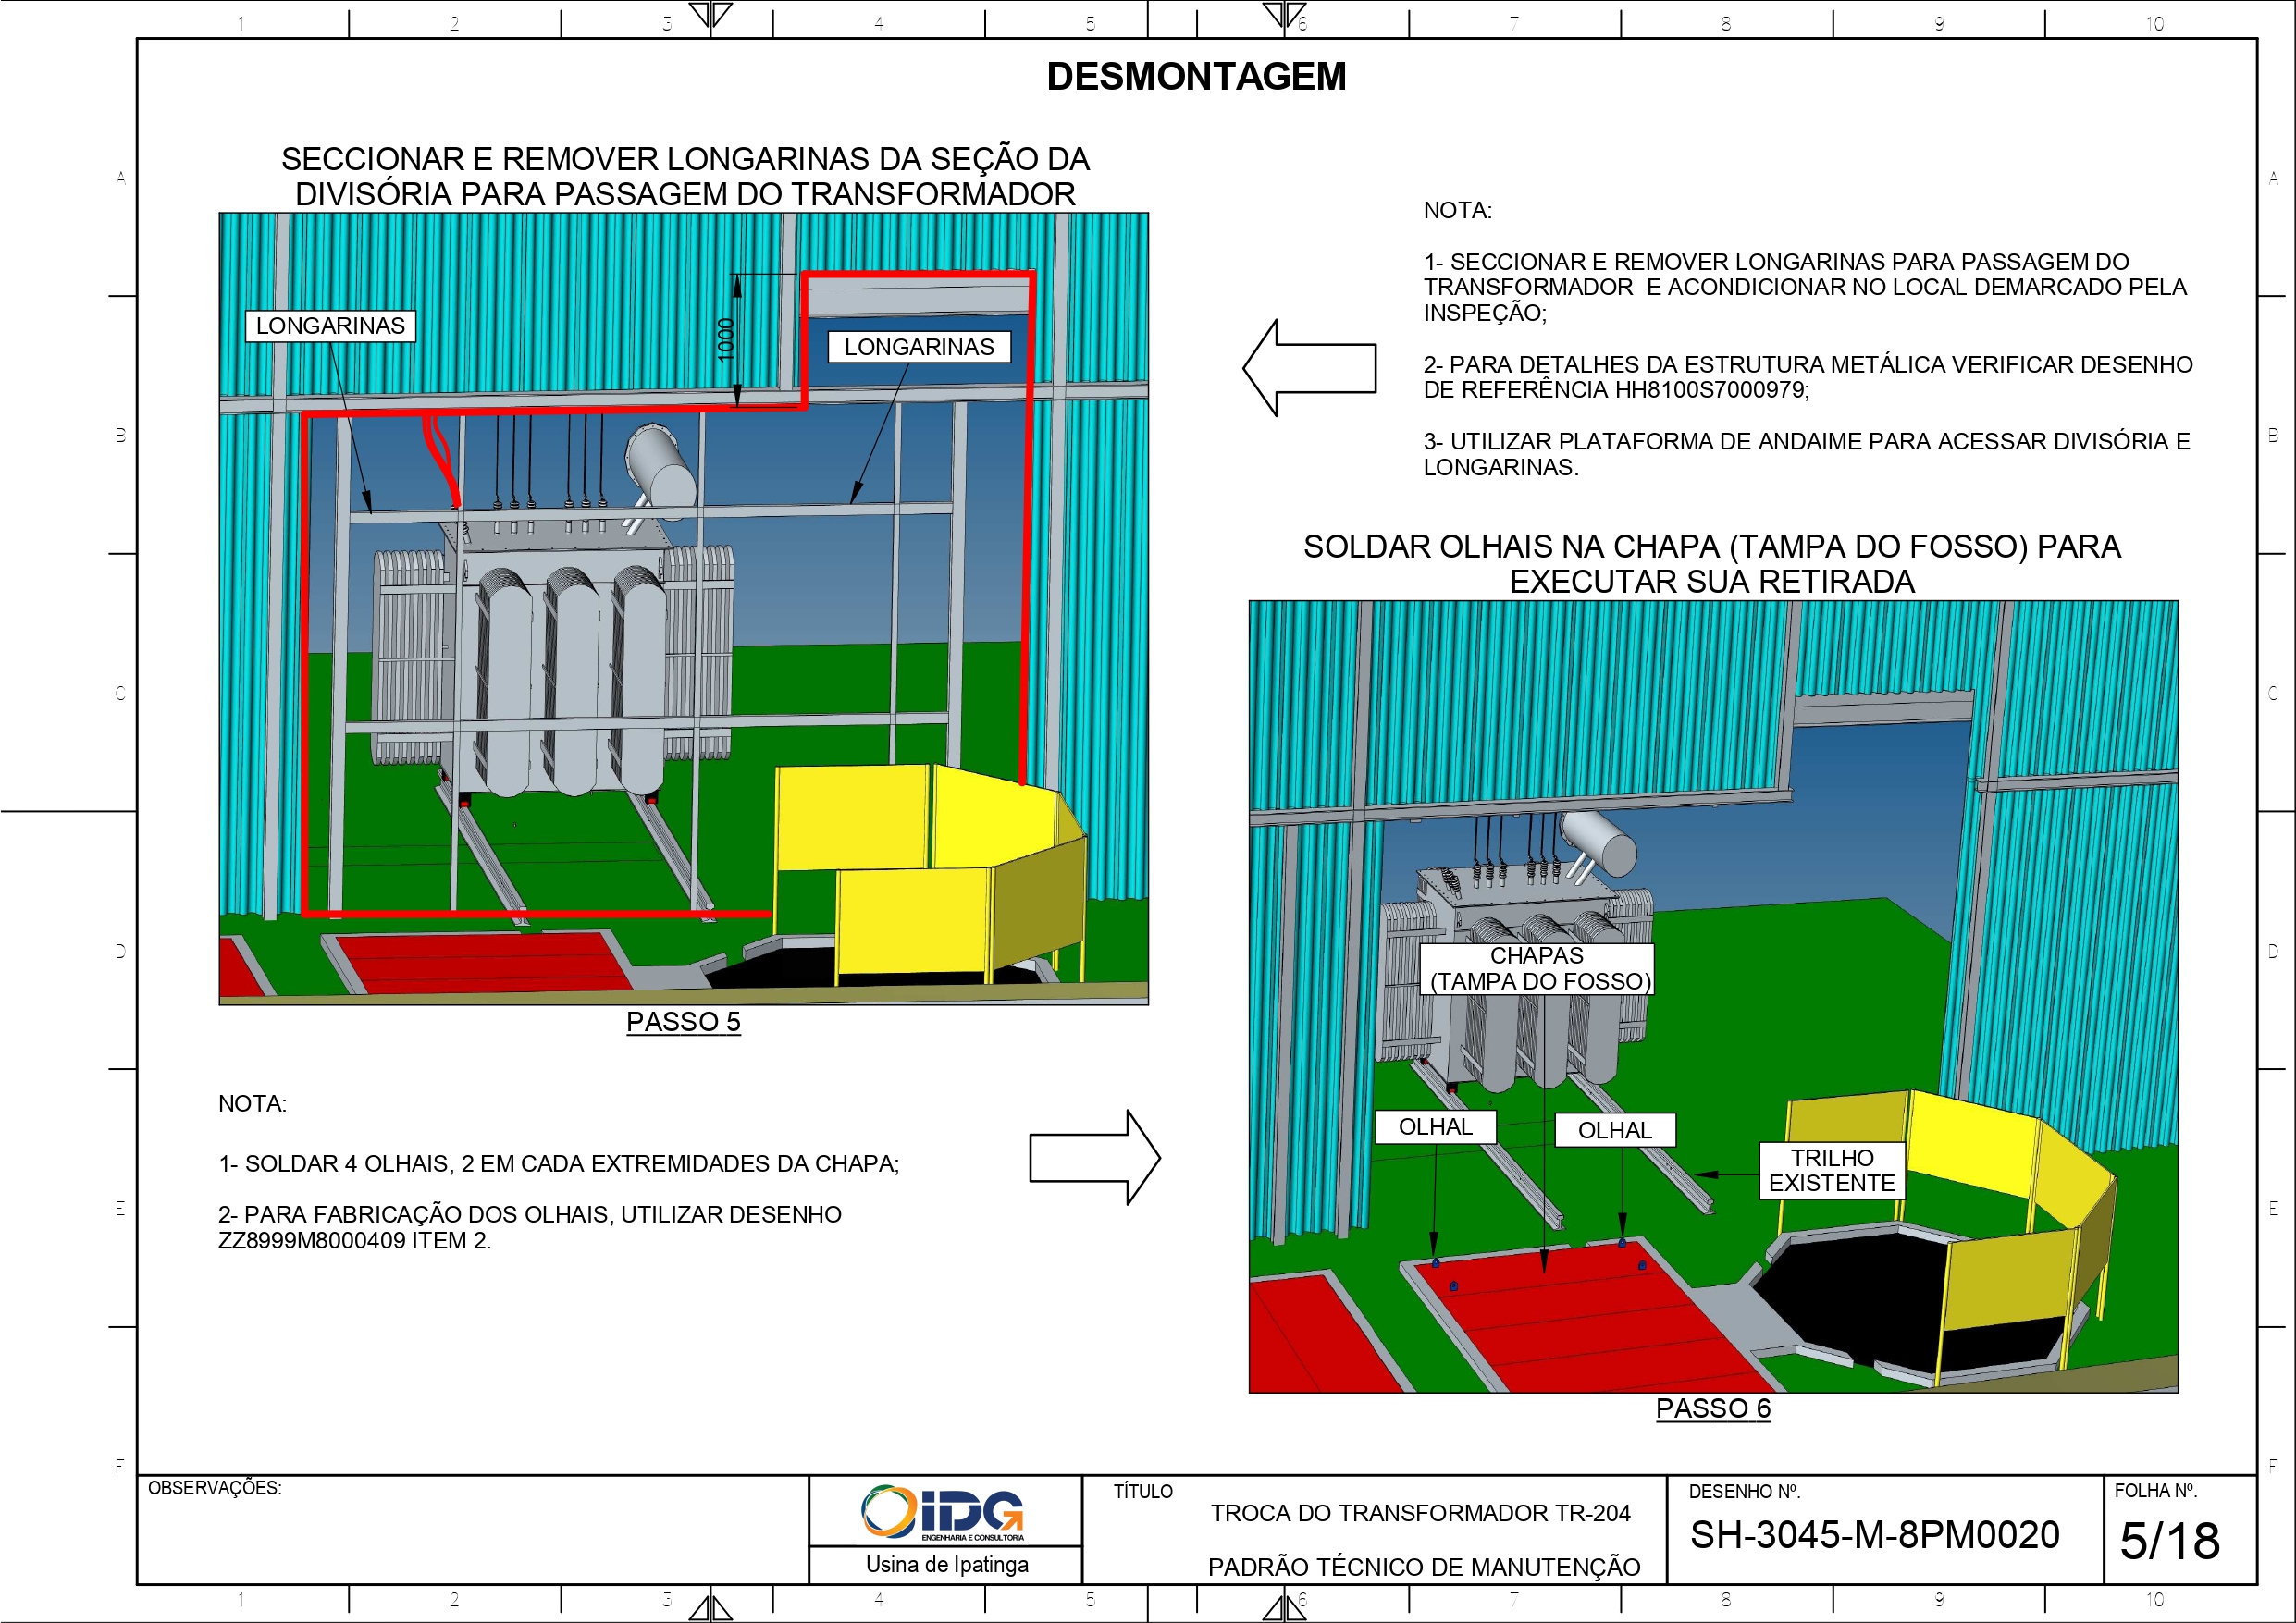 1 2 3 4 5 6 7 8 9 10
DESMONTAGEM
SECCIONAR E REMOVER LONGARINAS DA SEÇÃO DA
DIVISÓRIA PARA PASSAGEM DO TRANSFORMADOR
LONGARINAS
1000
LONGARINAS
PASSO 5
NOTA:
1- SECCIONAR E REMOVER LONGARINAS PARA PASSAGEM DO
TRANSFORMADOR E ACONDICIONAR NO LOCAL DEMARCADO PELA
INSPEÇÃO;
2- PARA DETALHES DA ESTRUTURA METÁLICA VERIFICAR DESENHO
DE REFERÊNCIA HH8100S7000979;
3- UTILIZAR PLATAFORMA DE ANDAIME PARA ACESSAR DIVISÓRIA E
LONGARINAS.
SOLDAR OLHAIS NA CHAPA (TAMPA DO FOSSO) PARA
EXECUTAR SUA RETIRADA
CHAPAS
(TAMPA DO FOSSO)
OLHAL
OLHAL
TRILHO
EXISTENTE
PASSO 6
NOTA:
1- SOLDAR 4 OLHAIS, 2 EM CADA EXTREMIDADES DA CHAPA;
2- PARA FABRICAÇÃO DOS OLHAIS, UTILIZAR DESENHO
ZZ8999M8000409 ITEM 2.
A
B
C
D
E
F
A
B
C
D
E
F
OBSERVAÇÕES:
IDG
ENGENHARIA E CONSULTORIA
Usina de Ipatinga
TÍTULO
TROCA DO TRANSFORMADOR TR-204
PADRÃO TÉCNICO DE MANUTENÇÃO
DESENHO Nº.
SH-3045-M-8PM0020
FOLHA Nº.
5/18
1 2 3 4 5 6 7 8 9 10